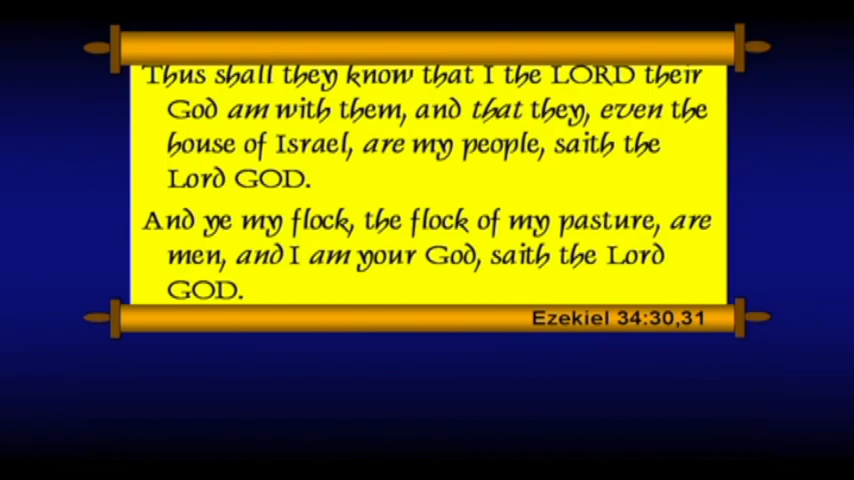 Thus shall they know that I the LORD their
God am with them, and that they, even the
house of Israel, are my people, saith the
Lord GOD.
And ye my flock, the flock of my pasture, are
men, and I am your God, saith the Lord
GOD.
Ezekiel 34:30,31